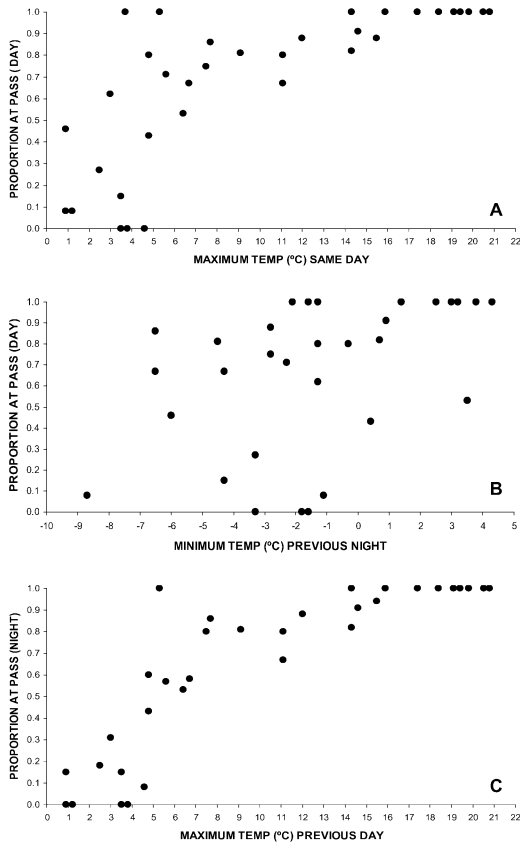 PROPORTION AT PASS (DAY)
1.0
0.9
0.8
0.7
0.6
0.5
0.4
0.3
0.2
0.1
0.0
0 1 2 3 4 5 6 7 8 9 10 11 12 13 14 15 16 17 18 19 20 21 22
MAXIMUM TEMP (ºC) SAME DAY
A
PROPORTION AT PASS (DAY)
1.0
0.9
0.8
0.7
0.6
0.5
0.4
0.3
0.2
0.1
0.0
-10 -9 -8 -7 -6 -5 -4 -3 -2 -1 0 1 2 3 4 5
MINIMUM TEMP (ºC) PREVIOUS NIGHT
B
PROPORTION AT PASS (NIGHT)
1.0
0.9
0.8
0.7
0.6
0.5
0.4
0.3
0.2
0.1
0.0
0 1 2 3 4 5 6 7 8 9 10 11 12 13 14 15 16 17 18 19 20 21 22
MAXIMUM TEMP (ºC) PREVIOUS DAY
C